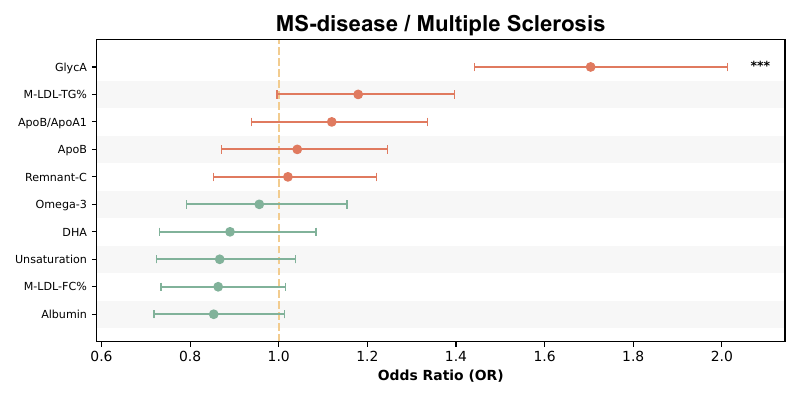 MS-disease / Multiple Sclerosis
GlycA
***
M-LDL-TG%
ApoB/ApoA1
ApoB
Remnant-C
Omega-3
DHA
Unsaturation
M-LDL-FC%
Albumin
0.6 0.8 1.0 1.2 1.4 1.6 1.8 2.0
Odds Ratio (OR)